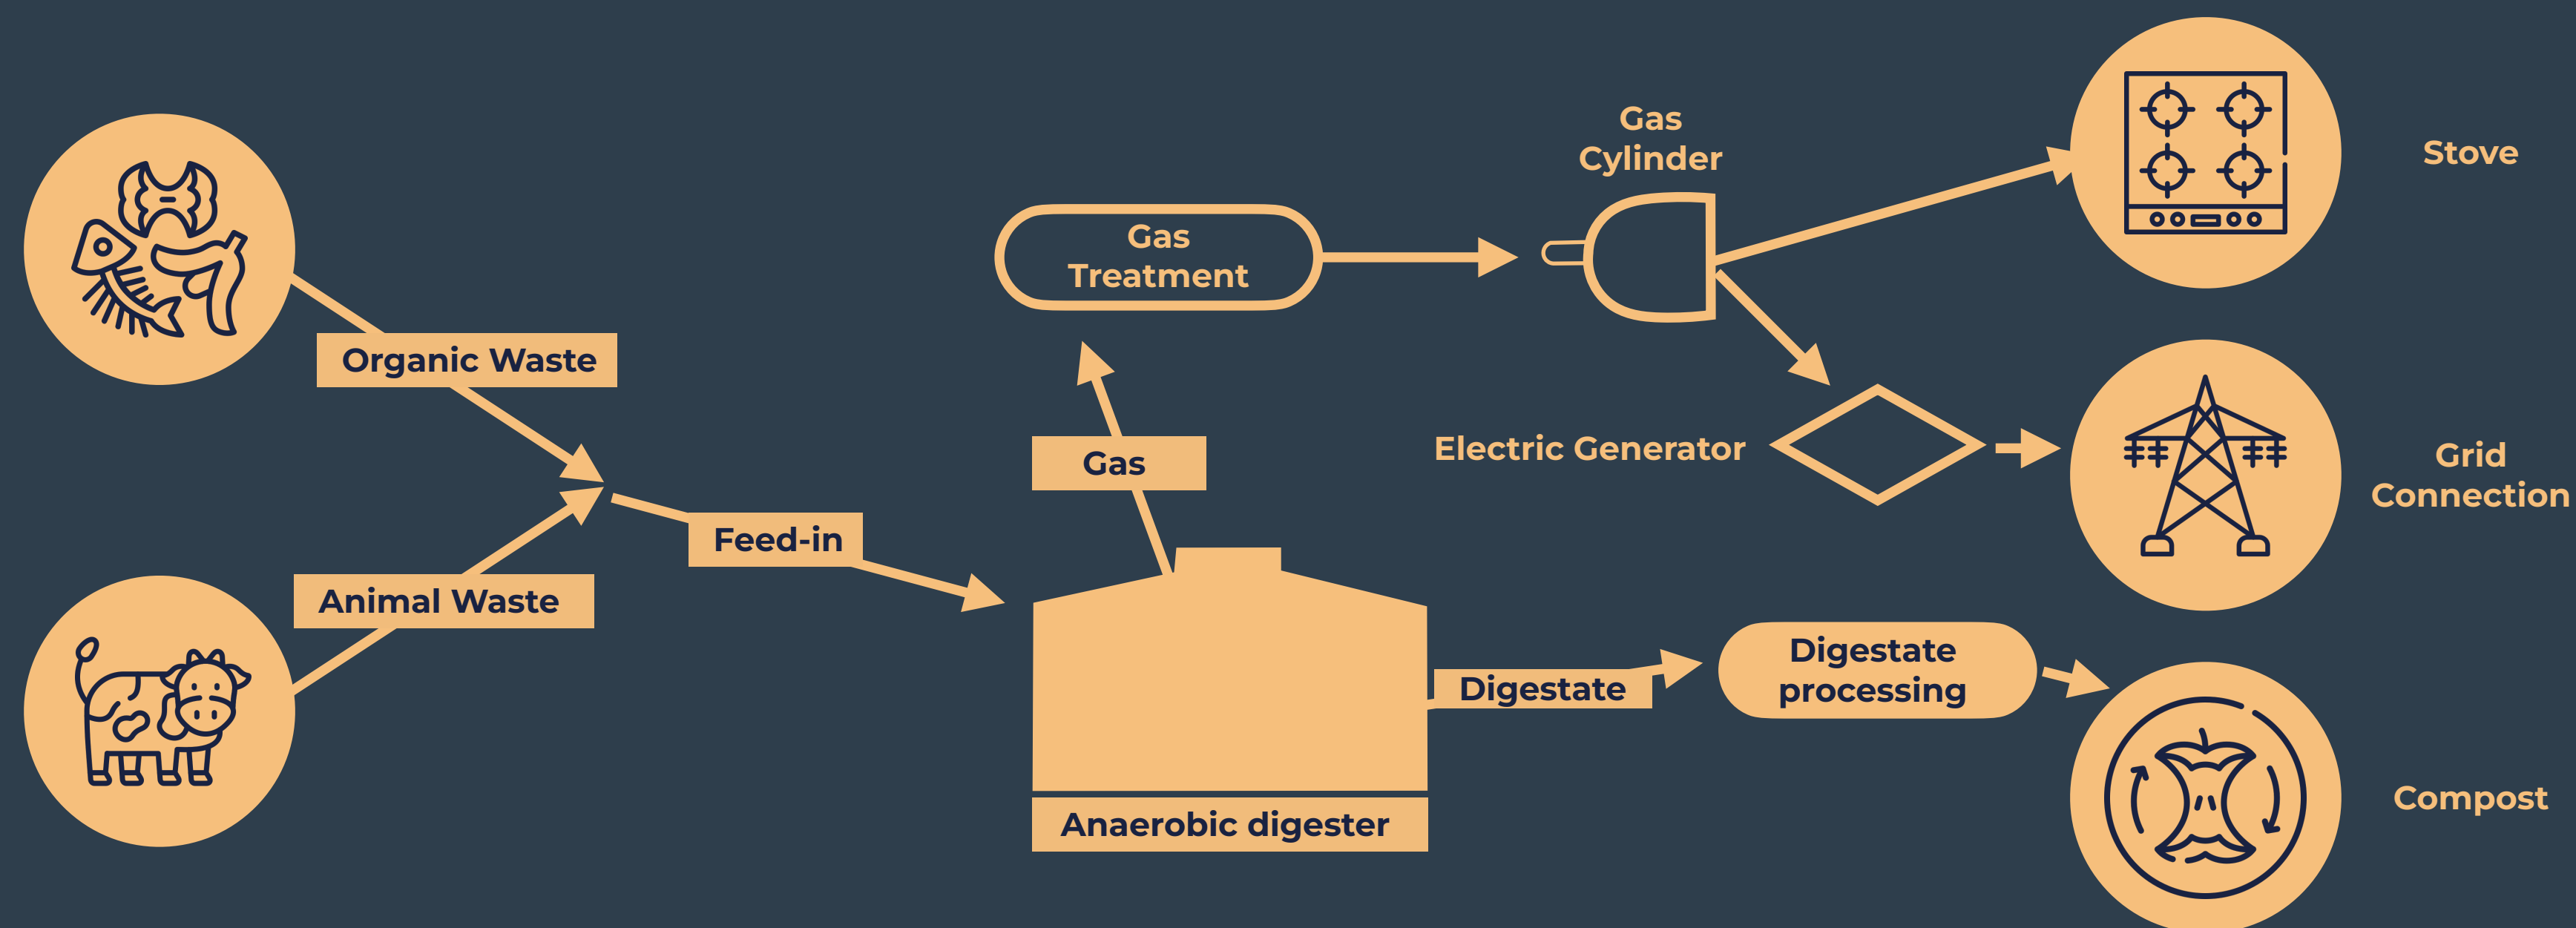 Organic Waste
Animal Waste
Feed-in
Gas
Gas
Treatment
Gas
Cylinder
Stove
Electric Generator
Grid
Connection
Anaerobic digester
Digestate
Digestate
processing
Compost